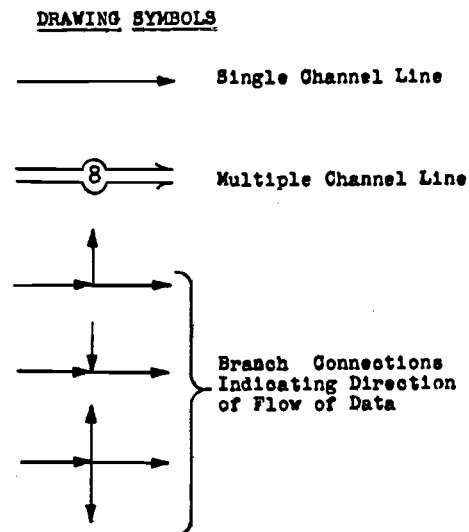 DRAWING SYMBOLS
Single Channel Line
8
Multiple Channel Line
Branch Connections
Indicating Direction
of Flow of Data